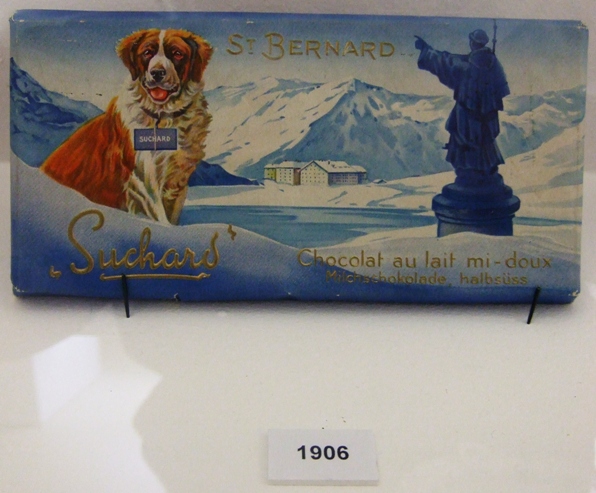 ST BERNARD
SUCHARD
Suchard
Chocolat au lait mi-doux
Milchschokolade, halbsüss
1906